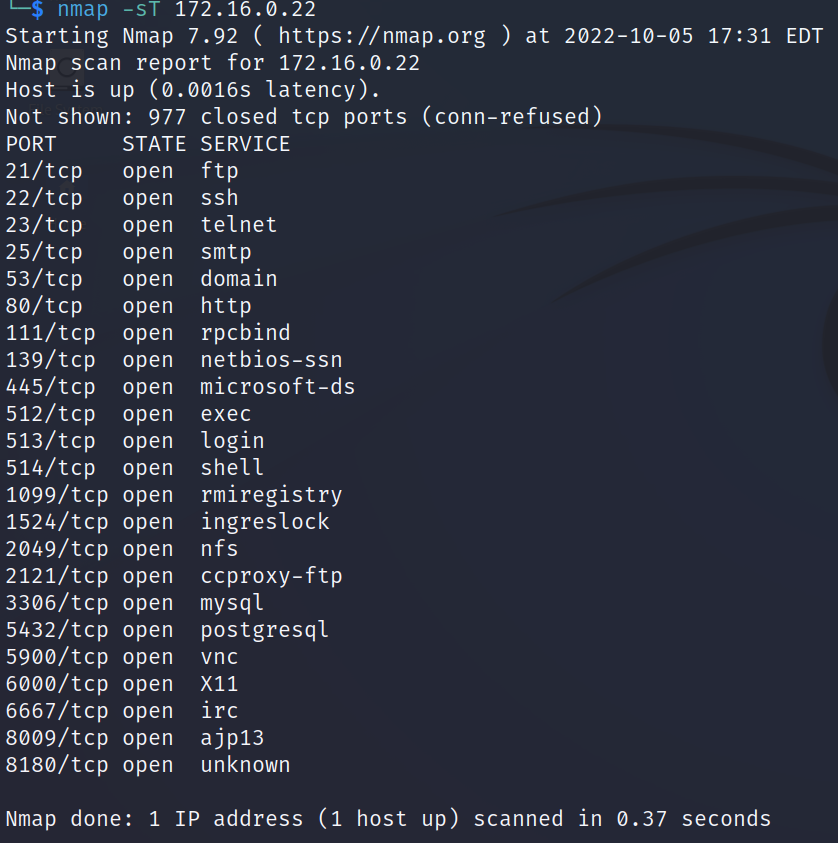 └─$ nmap -sT 172.16.0.22
Starting Nmap 7.92 ( https://nmap.org ) at 2022-10-05 17:31 EDT
Nmap scan report for 172.16.0.22
Host is up (0.0016s latency).
Not shown: 977 closed tcp ports (conn-refused)
PORT     STATE SERVICE
21/tcp   open  ftp
22/tcp   open  ssh
23/tcp   open  telnet
25/tcp   open  smtp
53/tcp   open  domain
80/tcp   open  http
111/tcp  open  rpcbind
139/tcp  open  netbios-ssn
445/tcp  open  microsoft-ds
512/tcp  open  exec
513/tcp  open  login
514/tcp  open  shell
1099/tcp open  rmiregistry
1524/tcp open  ingreslock
2049/tcp open  nfs
2121/tcp open  ccproxy-ftp
3306/tcp open  mysql
5432/tcp open  postgresql
5900/tcp open  vnc
6000/tcp open  X11
6667/tcp open  irc
8009/tcp open  ajp13
8180/tcp open  unknown

Nmap done: 1 IP address (1 host up) scanned in 0.37 seconds